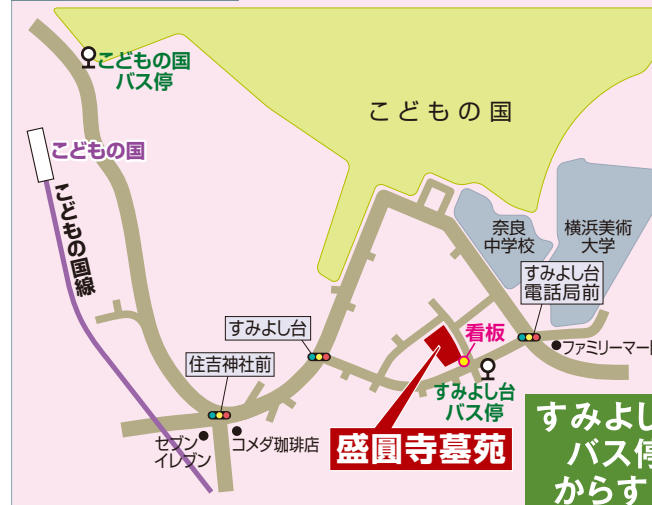 こどもの国
バス停
こどもの国
こどもの国
こどもの国線
奈良
中学校
横浜美術
大学
すみよし台
電話局前
すみよし台
看板
ファミリーマート
住吉神社前
すみよし台
バス停
セブン
イレブン
コメダ珈琲店
盛圓寺墓苑
すみよし
バス停
からす